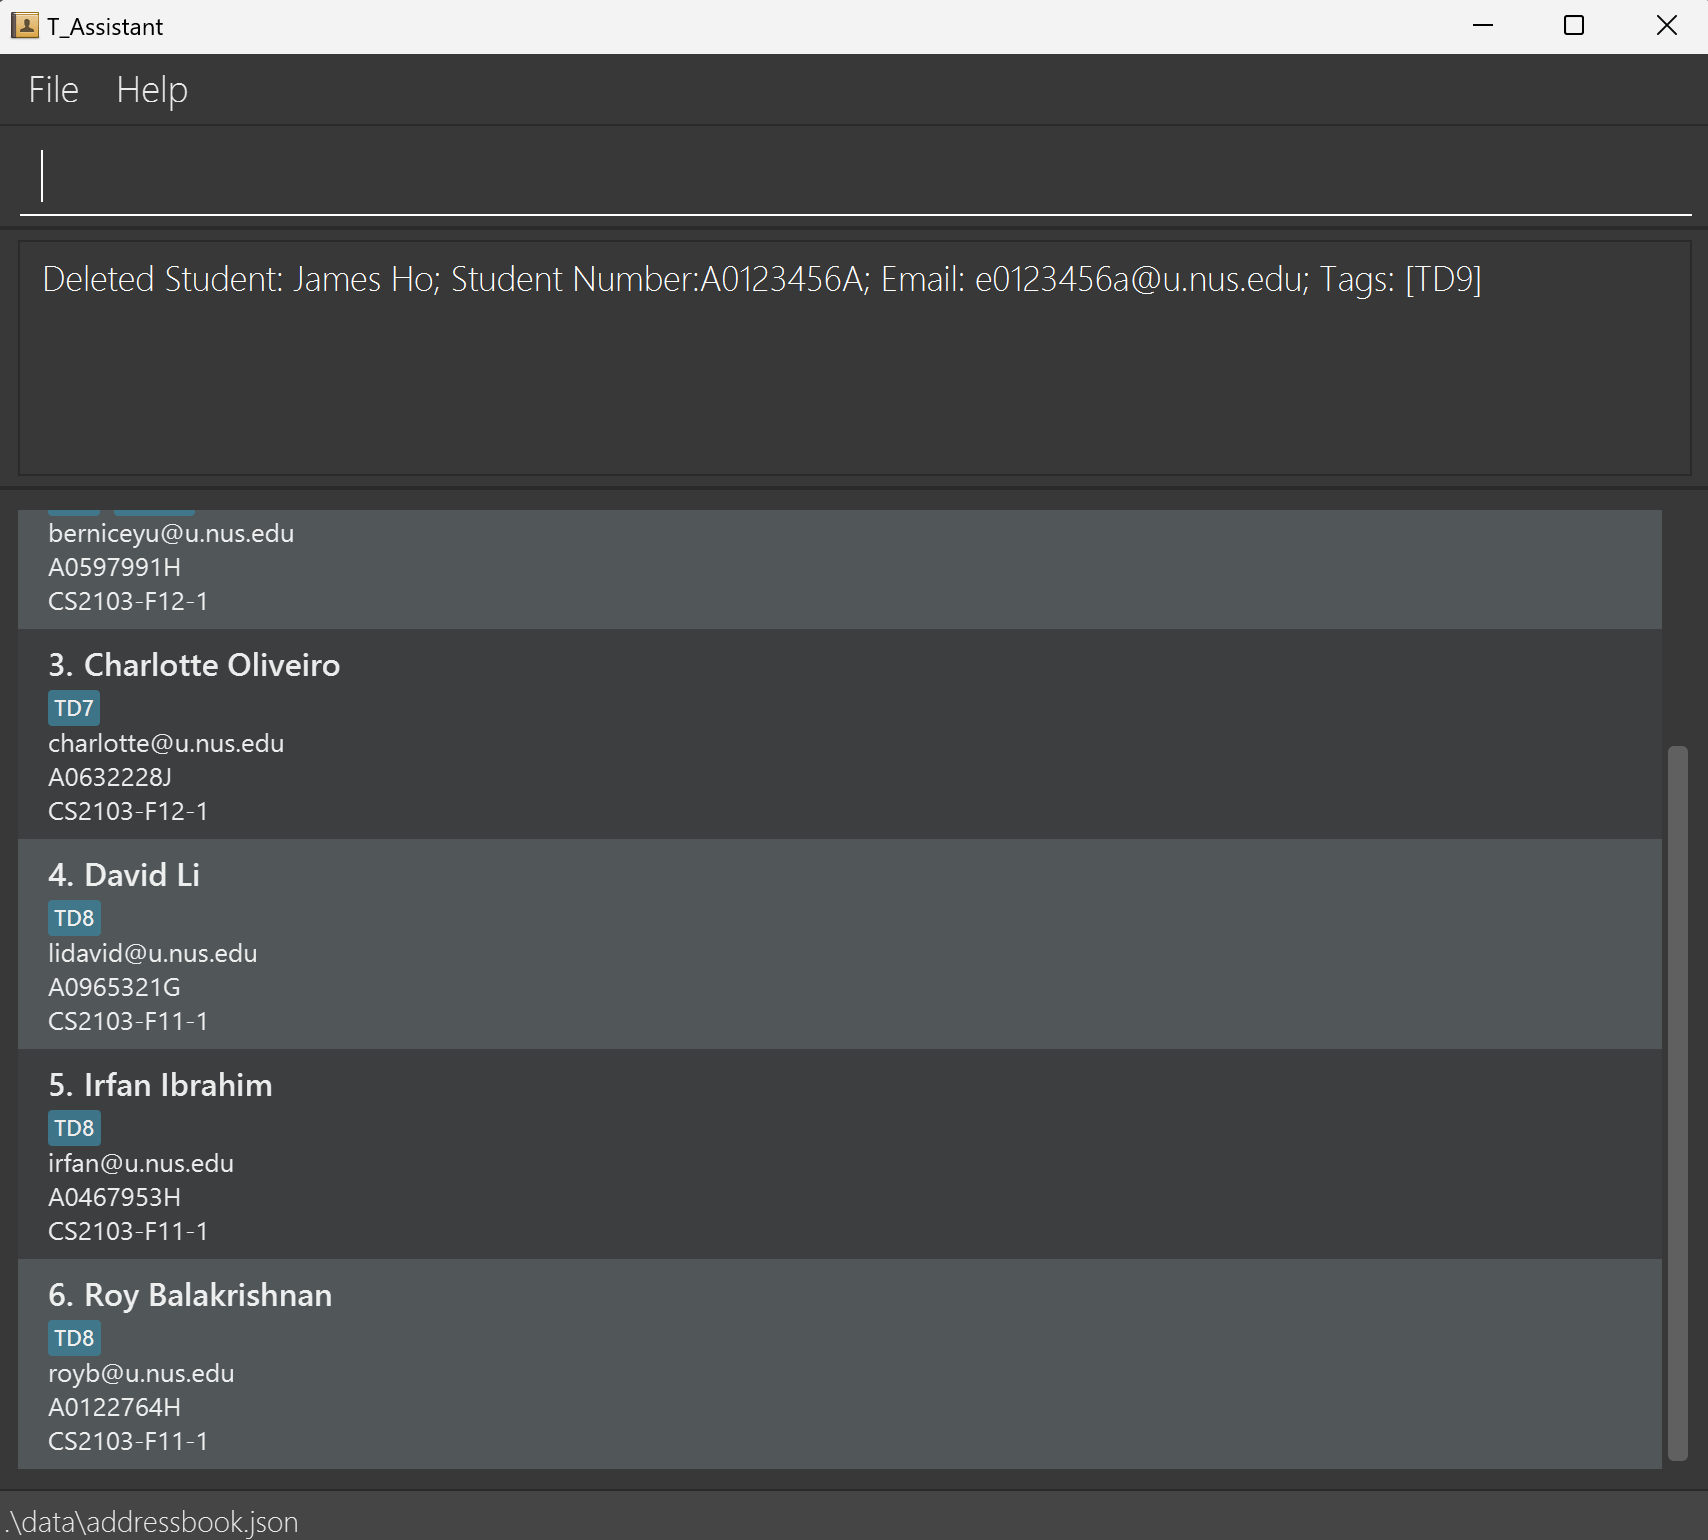 T_Assistant
File Help
Deleted Student: James Ho; Student Number:A0123456A; Email: e0123456a@u.nus.edu; Tags: [TD9]
berniceyu@u.nus.edu
A0597991H
CS2103-F12-1
3. Charlotte Oliveiro
TD7
charlotte@u.nus.edu
A0632228J
CS2103-F12-1
4. David Li
TD8
lidavid@u.nus.edu
A0965321G
CS2103-F11-1
5. Irfan Ibrahim
TD8
irfan@u.nus.edu
A0467953H
CS2103-F11-1
6. Roy Balakrishnan
TD8
royb@u.nus.edu
A0122764H
CS2103-F11-1
.\data\addressbook.json